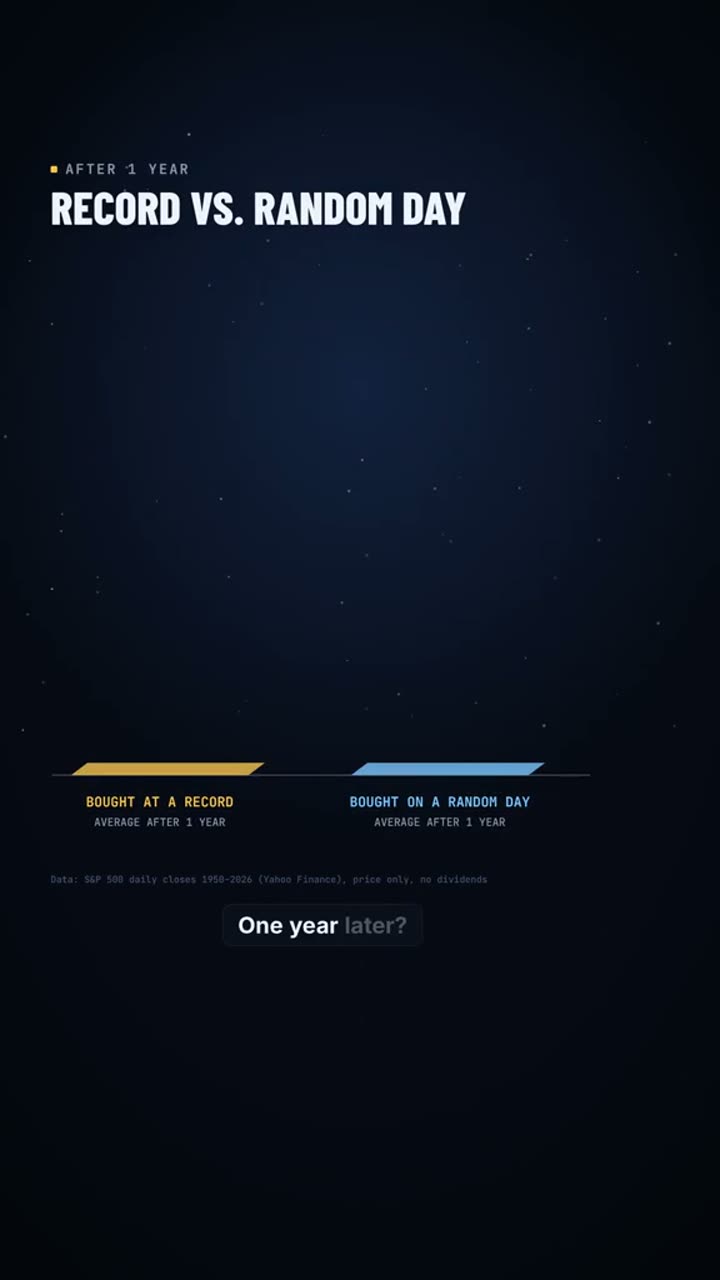 AFTER 1 YEAR
RECORD VS. RANDOM DAY
BOUGHT AT A RECORD
AVERAGE AFTER 1 YEAR
BOUGHT ON A RANDOM DAY
AVERAGE AFTER 1 YEAR
Data: S&P 500 daily closes 1950–2026 (Yahoo Finance), price only, no dividends
One year later?